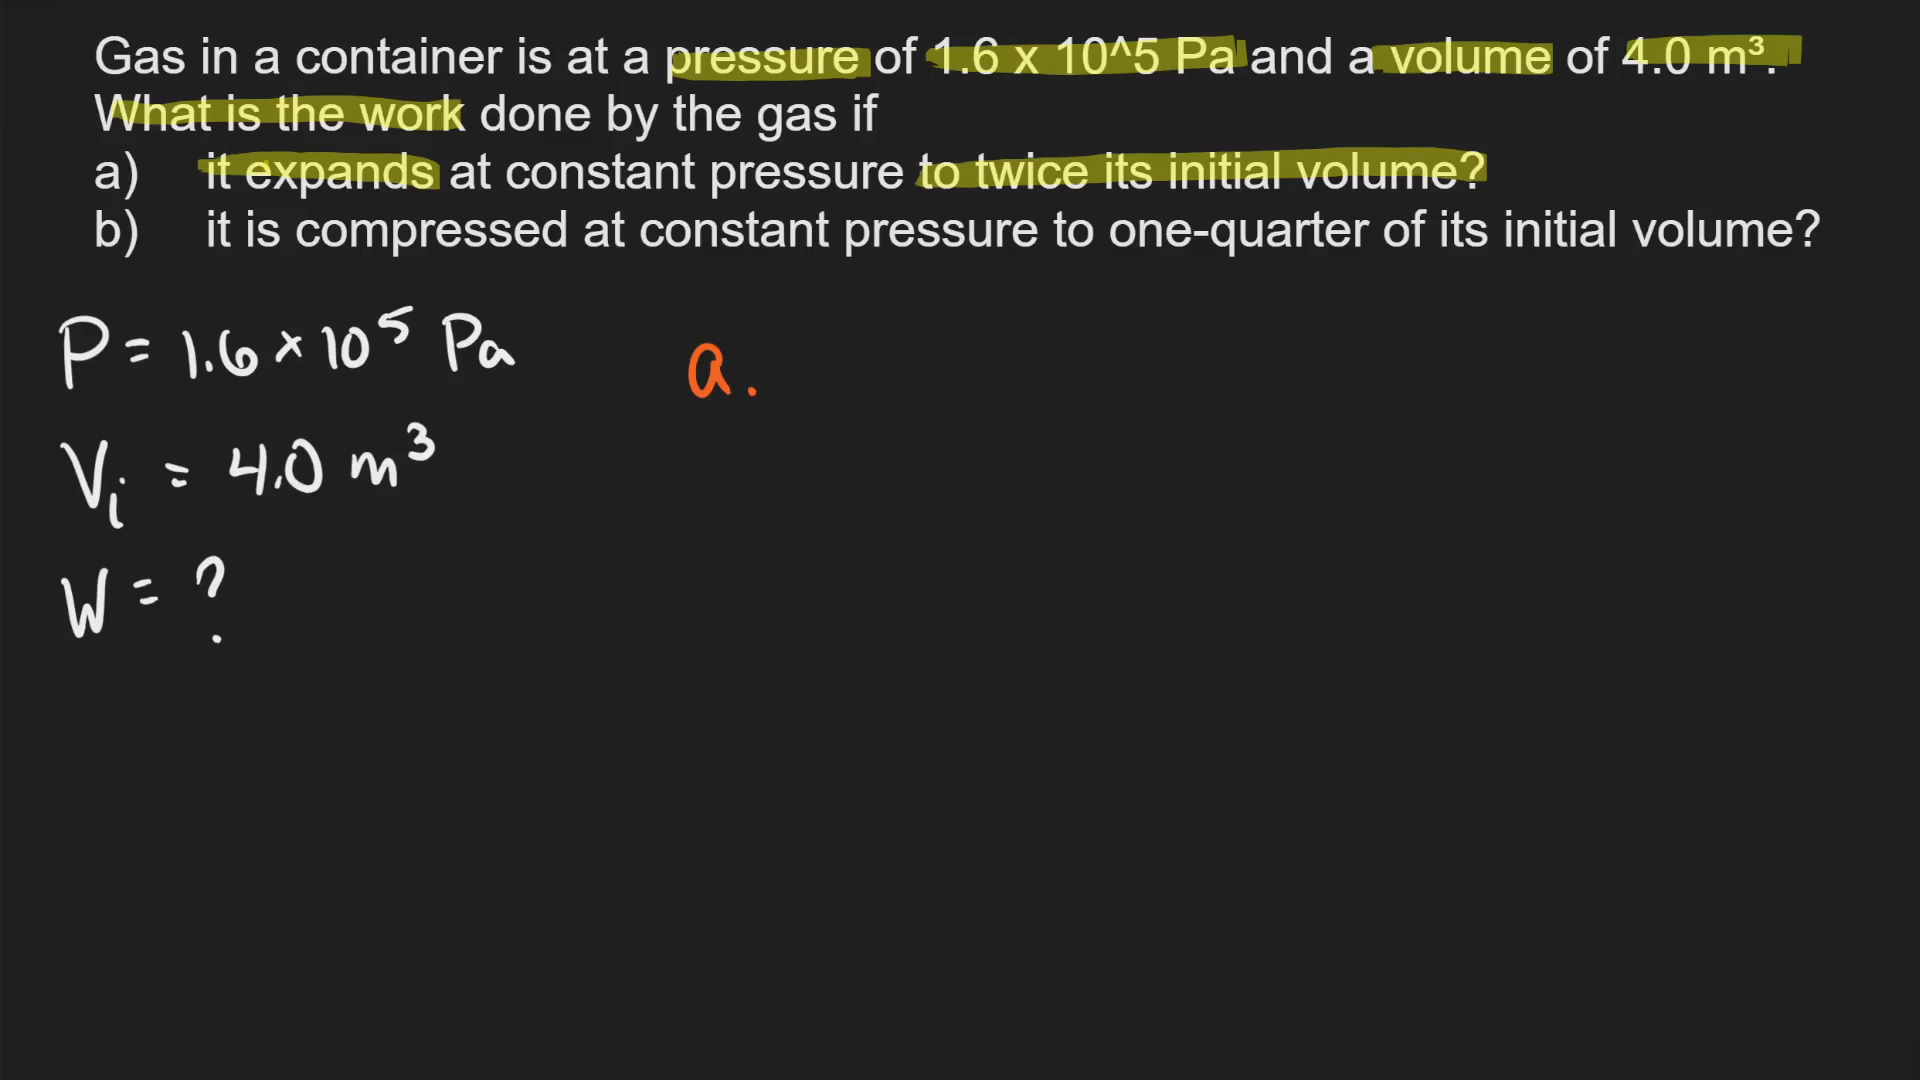 Gas in a container is at a pressure of 1.6 x 10^5 Pa and a volume of 4.0 m³.
What is the work done by the gas if
a) it expands at constant pressure to twice its initial volume?
b) it is compressed at constant pressure to one-quarter of its initial volume?
P = 1.6 × 10⁵ Pa
a.
Vᵢ = 4.0 m³
W = ?